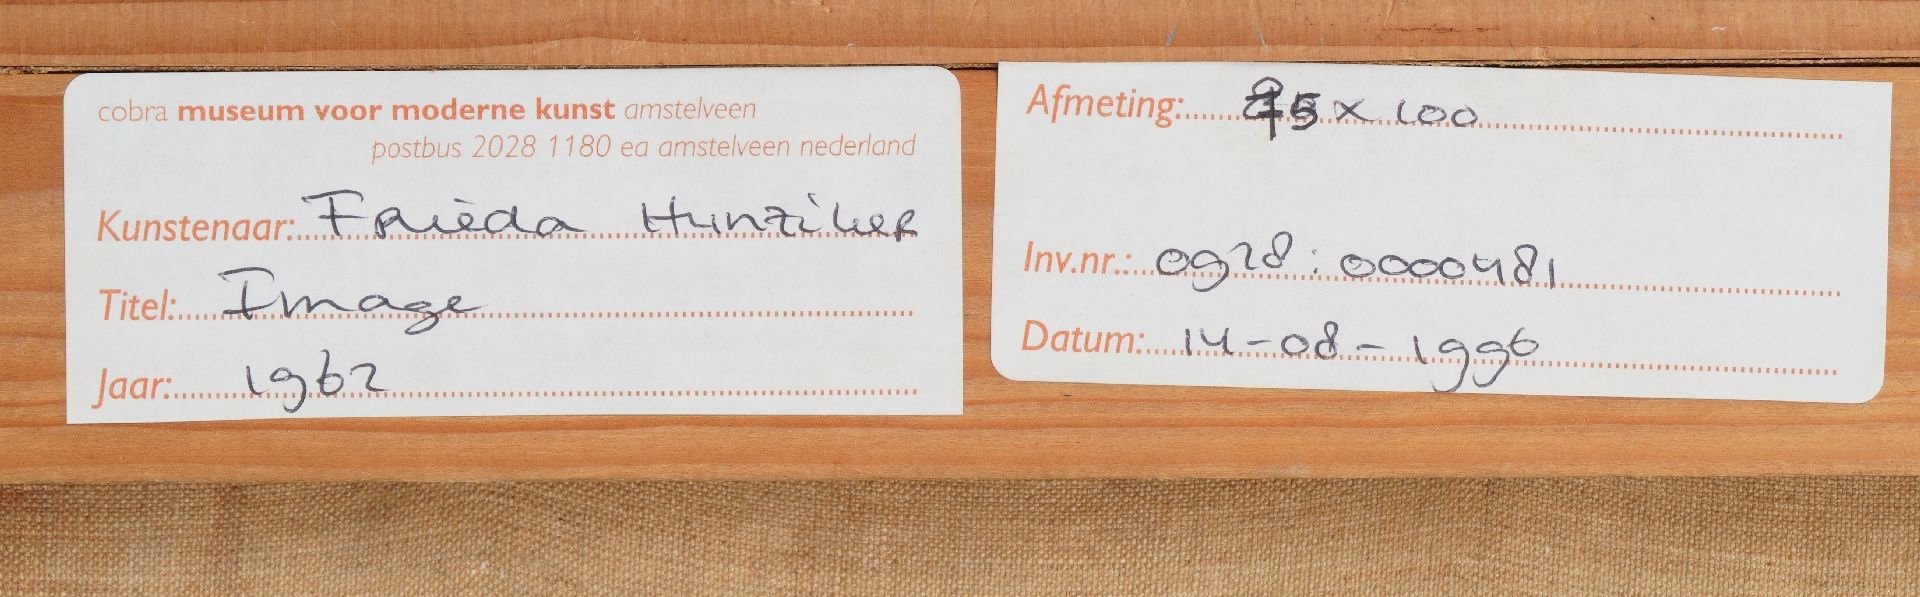 cobra museum voor moderne kunst amstelveen
postbus 2028 1180 ea amstelveen nederland
Kunstenaar: Frieda Hunziker
Titel: Image
Jaar: 1962
Afmeting: 75 x 100
Inv.nr.: 0928:0000481
Datum: 14-08-1996